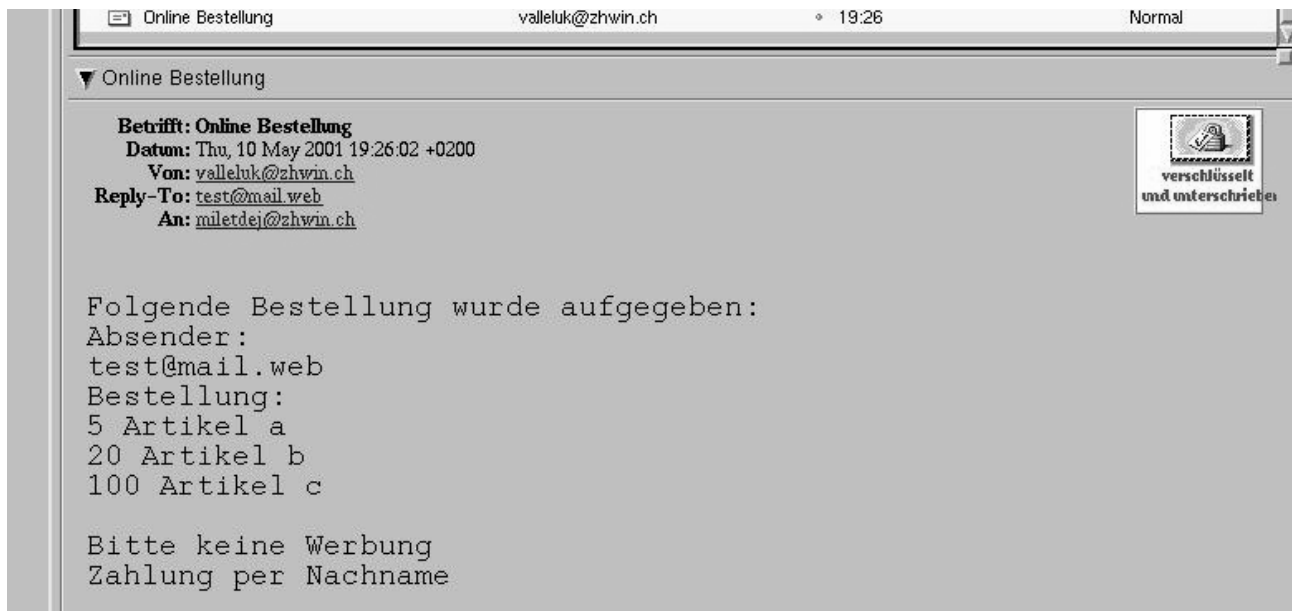 Online Bestellung valleluk@zhwin.ch 19:26 Normal
Online Bestellung
Betrifft: Online Bestellung
Datum: Thu, 10 May 2001 19:26:02 +0200
Von: valleluk@zhwin.ch
Reply-To: test@mail.web
An: miletdej@zhwin.ch
verschlüsselt
und unterschrieben
Folgende Bestellung wurde aufgegeben:
Absender:
test@mail.web
Bestellung:
5 Artikel a
20 Artikel b
100 Artikel c
Bitte keine Werbung
Zahlung per Nachname